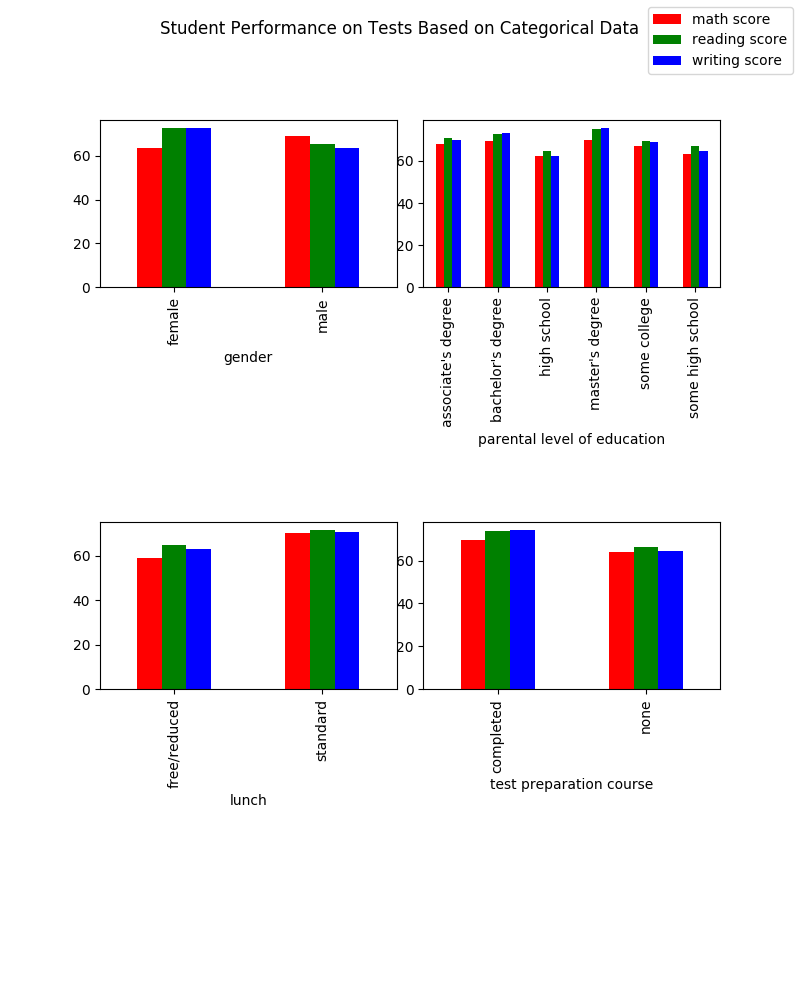 Student Performance on Tests Based on Categorical Data
math score
reading score
writing score
60
40
20
0
female
male
gender
60
40
20
0
associate's degree
bachelor's degree
high school
master's degree
some college
some high school
parental level of education
60
40
20
0
free/reduced
standard
lunch
60
40
20
0
completed
none
test preparation course